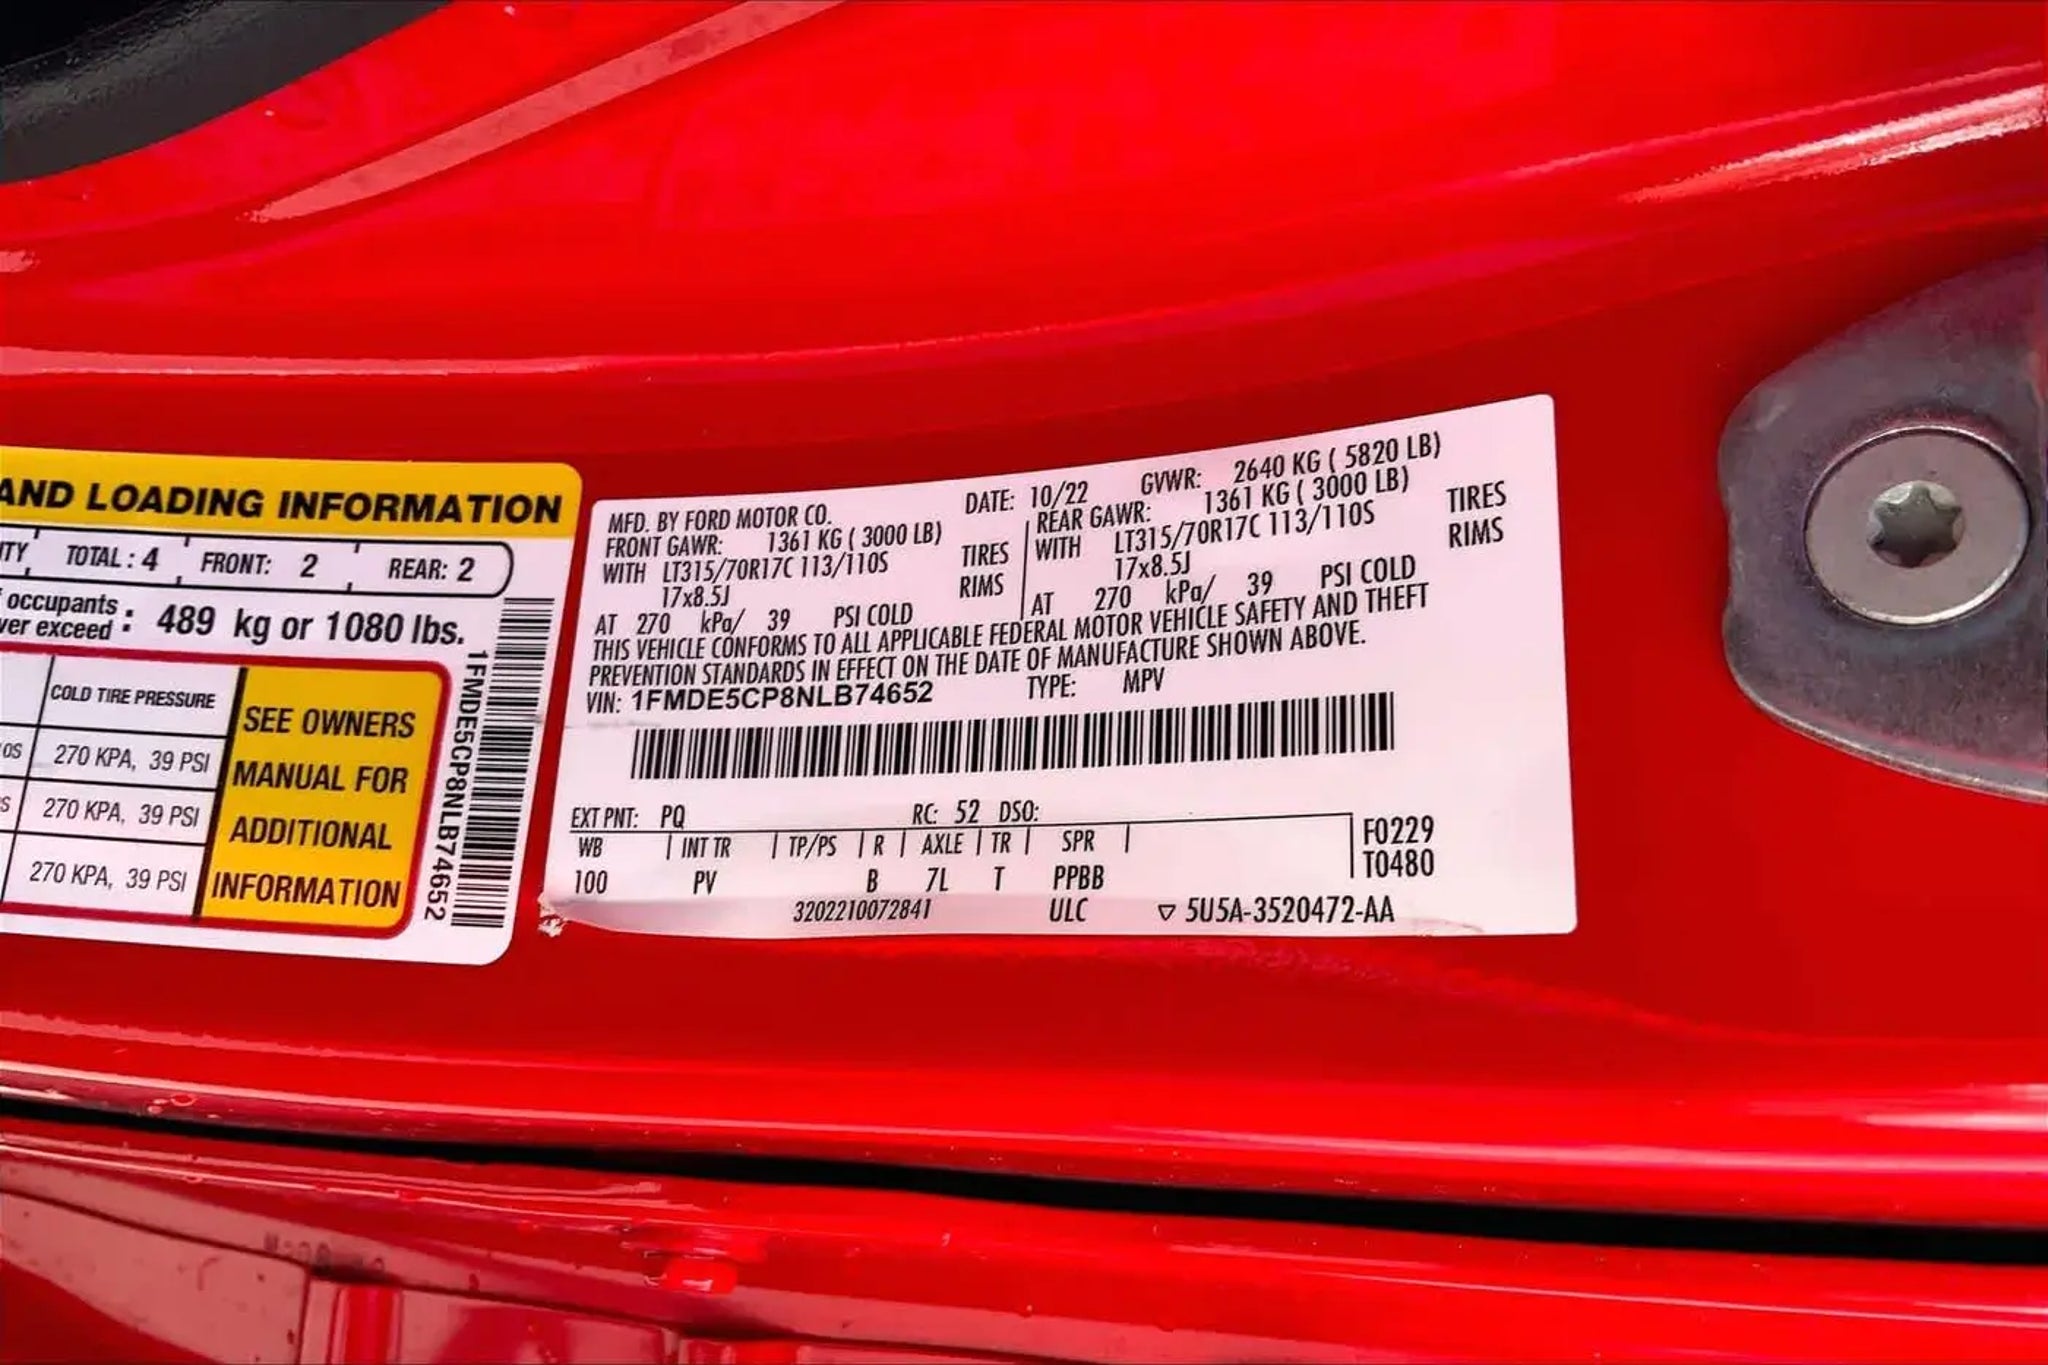 AND LOADING INFORMATION
TOTAL : 4 FRONT: 2 REAR: 2
occupants : 489 kg or 1080 lbs.
exceed
COLD TIRE PRESSURE
270 KPA, 39 PSI
270 KPA, 39 PSI
270 KPA, 39 PSI
SEE OWNERS
MANUAL FOR
ADDITIONAL
INFORMATION
1FMDE5CP8NLB74652
MFD. BY FORD MOTOR CO. DATE: 10/22 GVWR: 2640 KG ( 5820 LB)
FRONT GAWR: 1361 KG ( 3000 LB) REAR GAWR: 1361 KG ( 3000 LB)
WITH LT315/70R17C 113/110S TIRES WITH LT315/70R17C 113/110S TIRES
17x8.5J RIMS 17x8.5J RIMS
AT 270 kPa/ 39 PSI COLD AT 270 kPa/ 39 PSI COLD
THIS VEHICLE CONFORMS TO ALL APPLICABLE FEDERAL MOTOR VEHICLE SAFETY AND THEFT
PREVENTION STANDARDS IN EFFECT ON THE DATE OF MANUFACTURE SHOWN ABOVE.
VIN: 1FMDE5CP8NLB74652 TYPE: MPV
EXT PNT: PQ RC: 52 DSO:
WB INT TR TP/PS R AXLE TR SPR F0229
100 PV B 7L T PPBB T0480
3202210072841 ULC ▽ 5U5A-3520472-AA